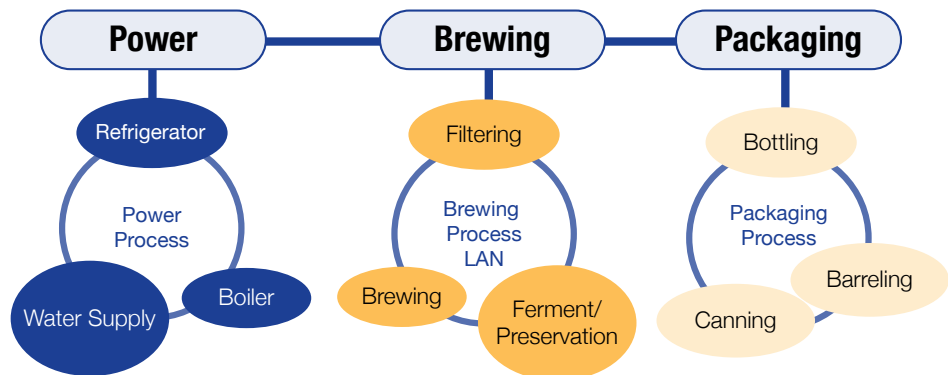 Power
Brewing
Packaging
Refrigerator
Power
Process
Water Supply
Boiler
Filtering
Brewing
Process
LAN
Brewing
Ferment/
Preservation
Bottling
Packaging
Process
Barreling
Canning